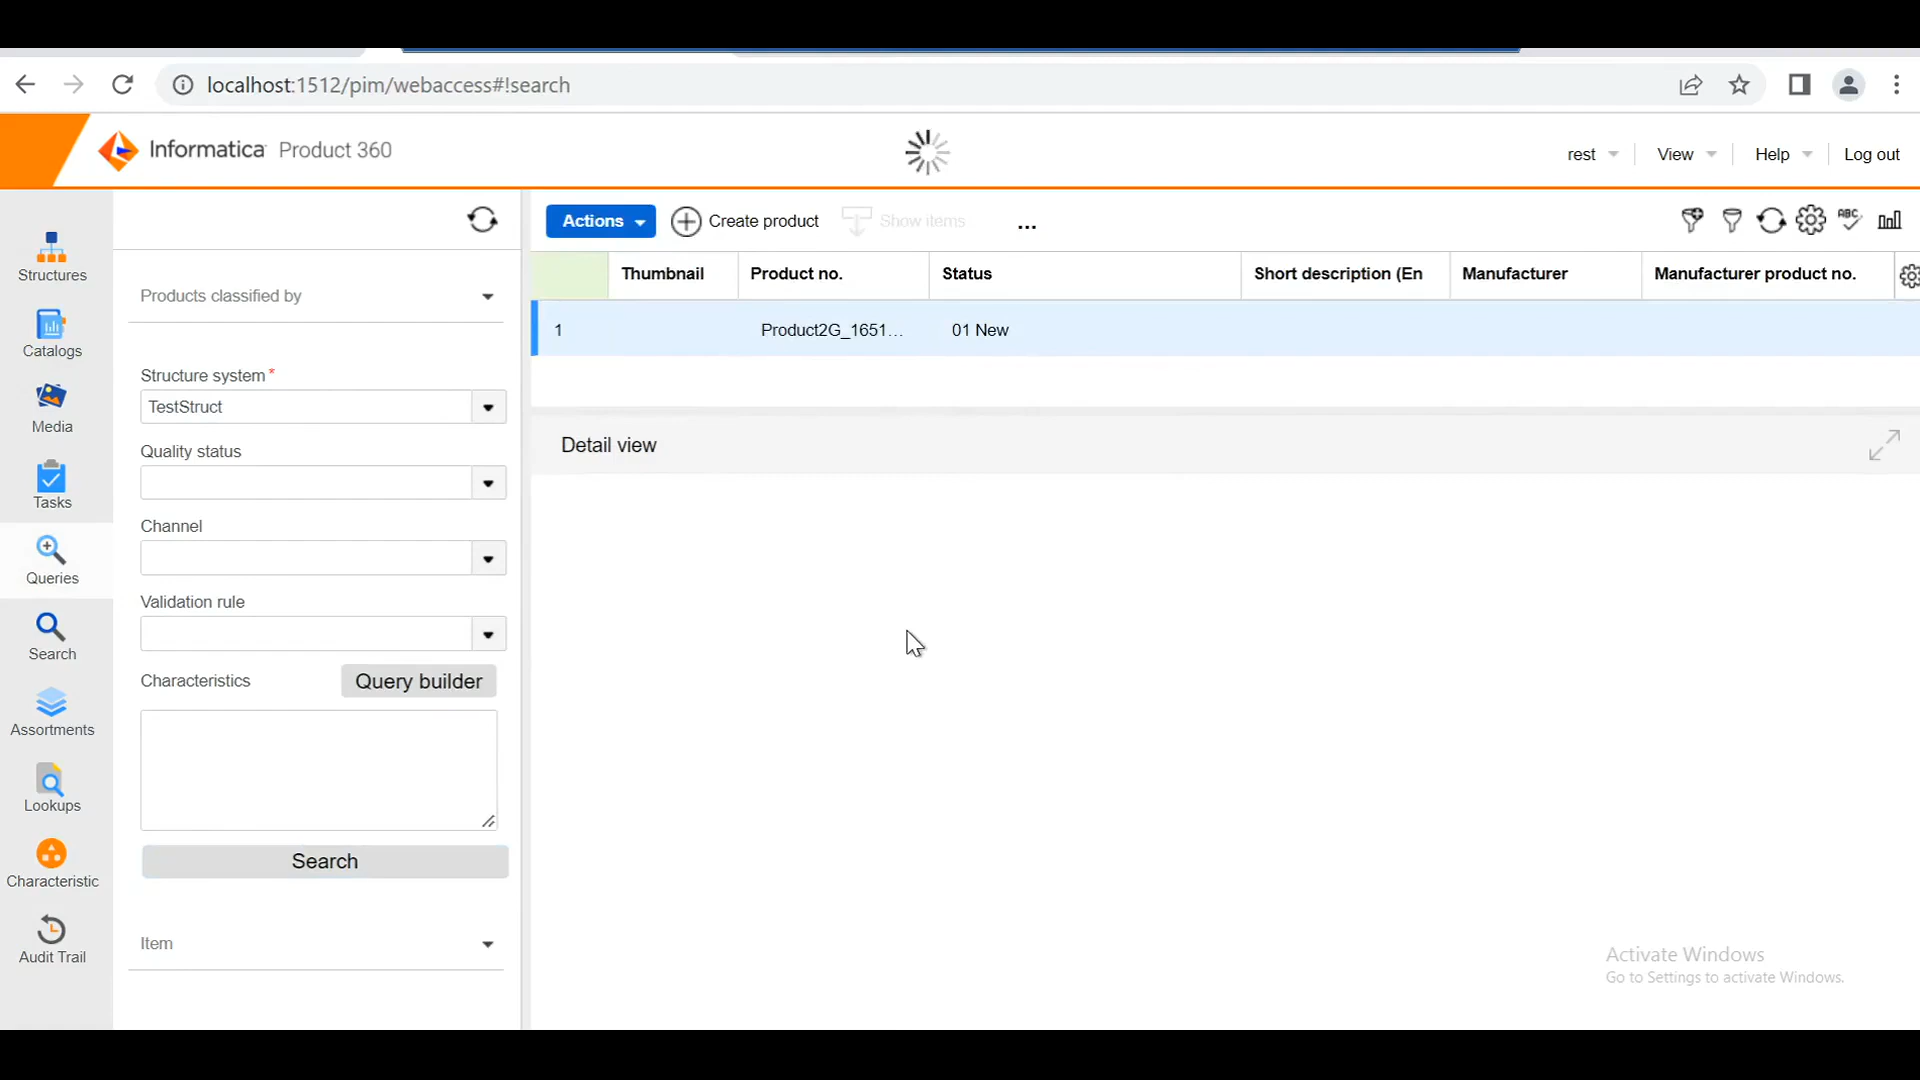 localhost:1512/pim/webaccess#!search
Informatica Product 360
rest
View
Help
Log out
Structures
Catalogs
Media
Tasks
Queries
Search
Assortments
Lookups
Characteristic
Audit Trail
Products classified by
Structure system *
TestStruct
Quality status
Channel
Validation rule
Characteristics
Query builder
Search
Item
Actions
Create product
Show items
...
ABC
Thumbnail
Product no.
Status
Short description (En
Manufacturer
Manufacturer product no.
1
Product2G_1651...
01 New
Detail view
Activate Windows
Go to Settings to activate Windows.